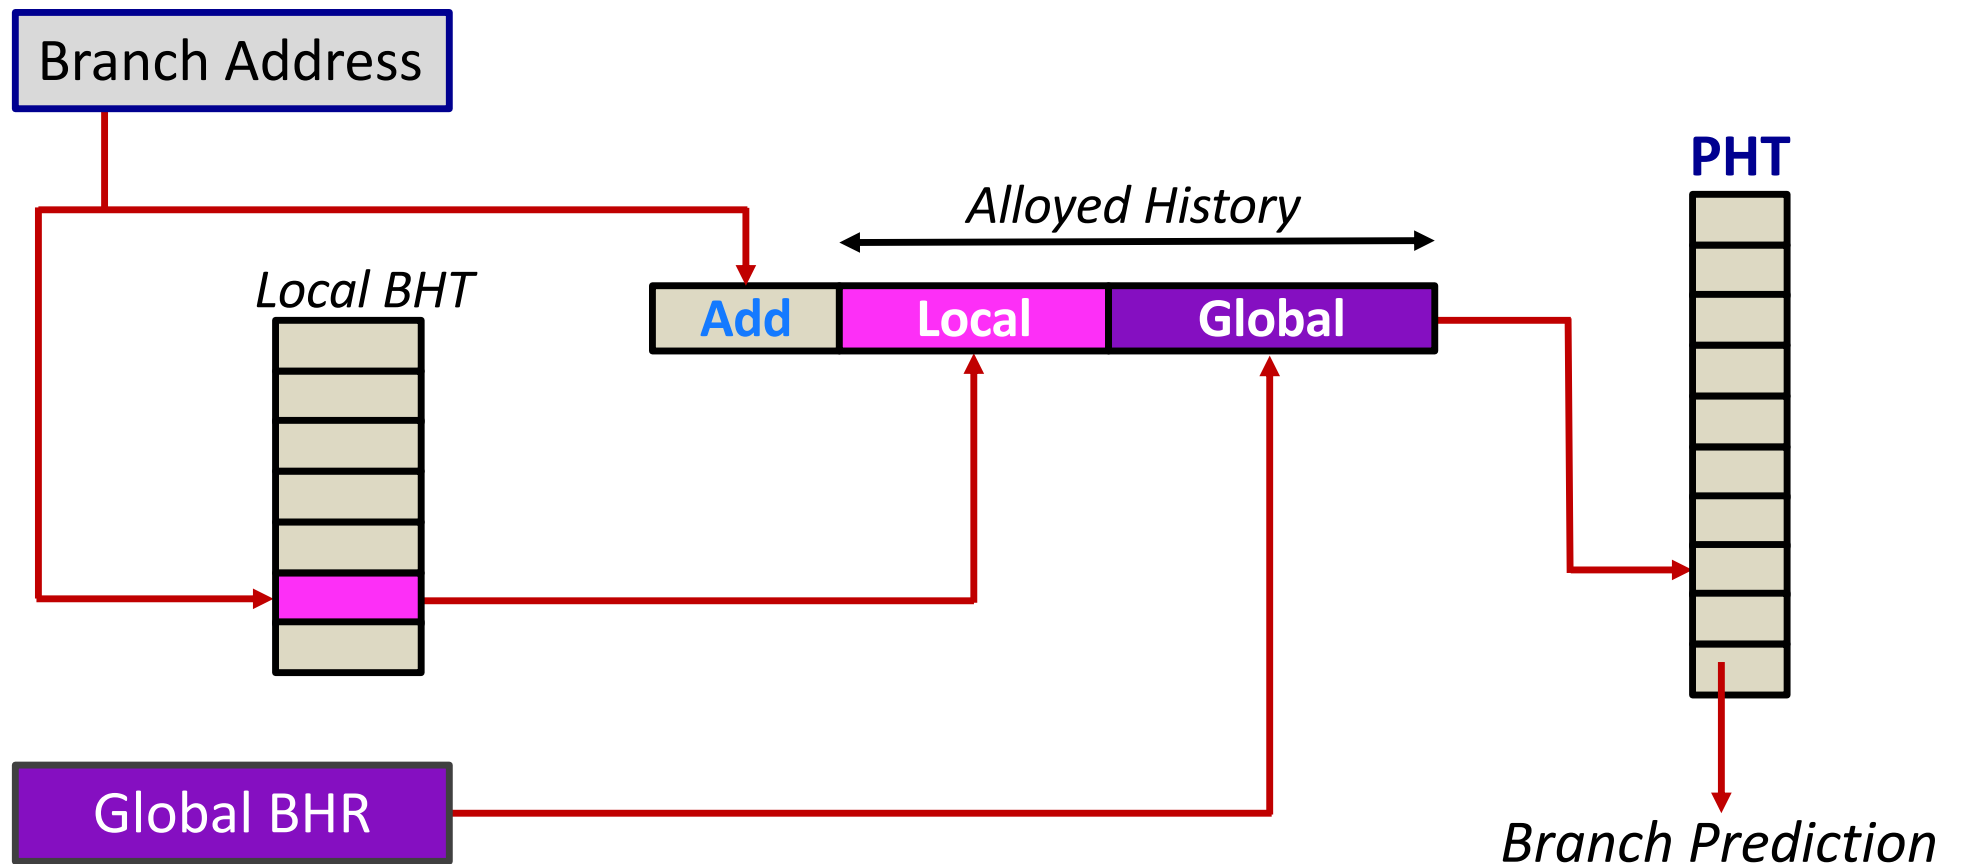 Branch Address
PHT
Alloyed History
Local BHT
Add
Local
Global
Global BHR
Branch Prediction